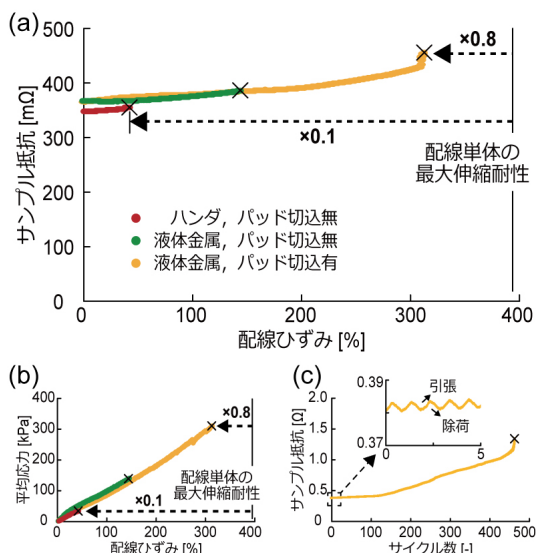 (a)
500
400
300
200
100
0
サンプル抵抗 [mΩ]
×0.8
×0.1
配線単体の
最大伸縮耐性
ハンダ，パッド切込無
液体金属，パッド切込無
液体金属，パッド切込有
0 100 200 300 400
配線ひずみ [%]
(b)
400
300
200
100
0
平均応力 [kPa]
×0.8
配線単体の
最大伸縮耐性
×0.1
0 100 200 300 400
配線ひずみ [%]
(c)
2.0
1.5
1.0
0.5
0
サンプル抵抗 [Ω]
0.39
0.37
引張
除荷
0 5
0 100 200 300 400 500
サイクル数 [-]